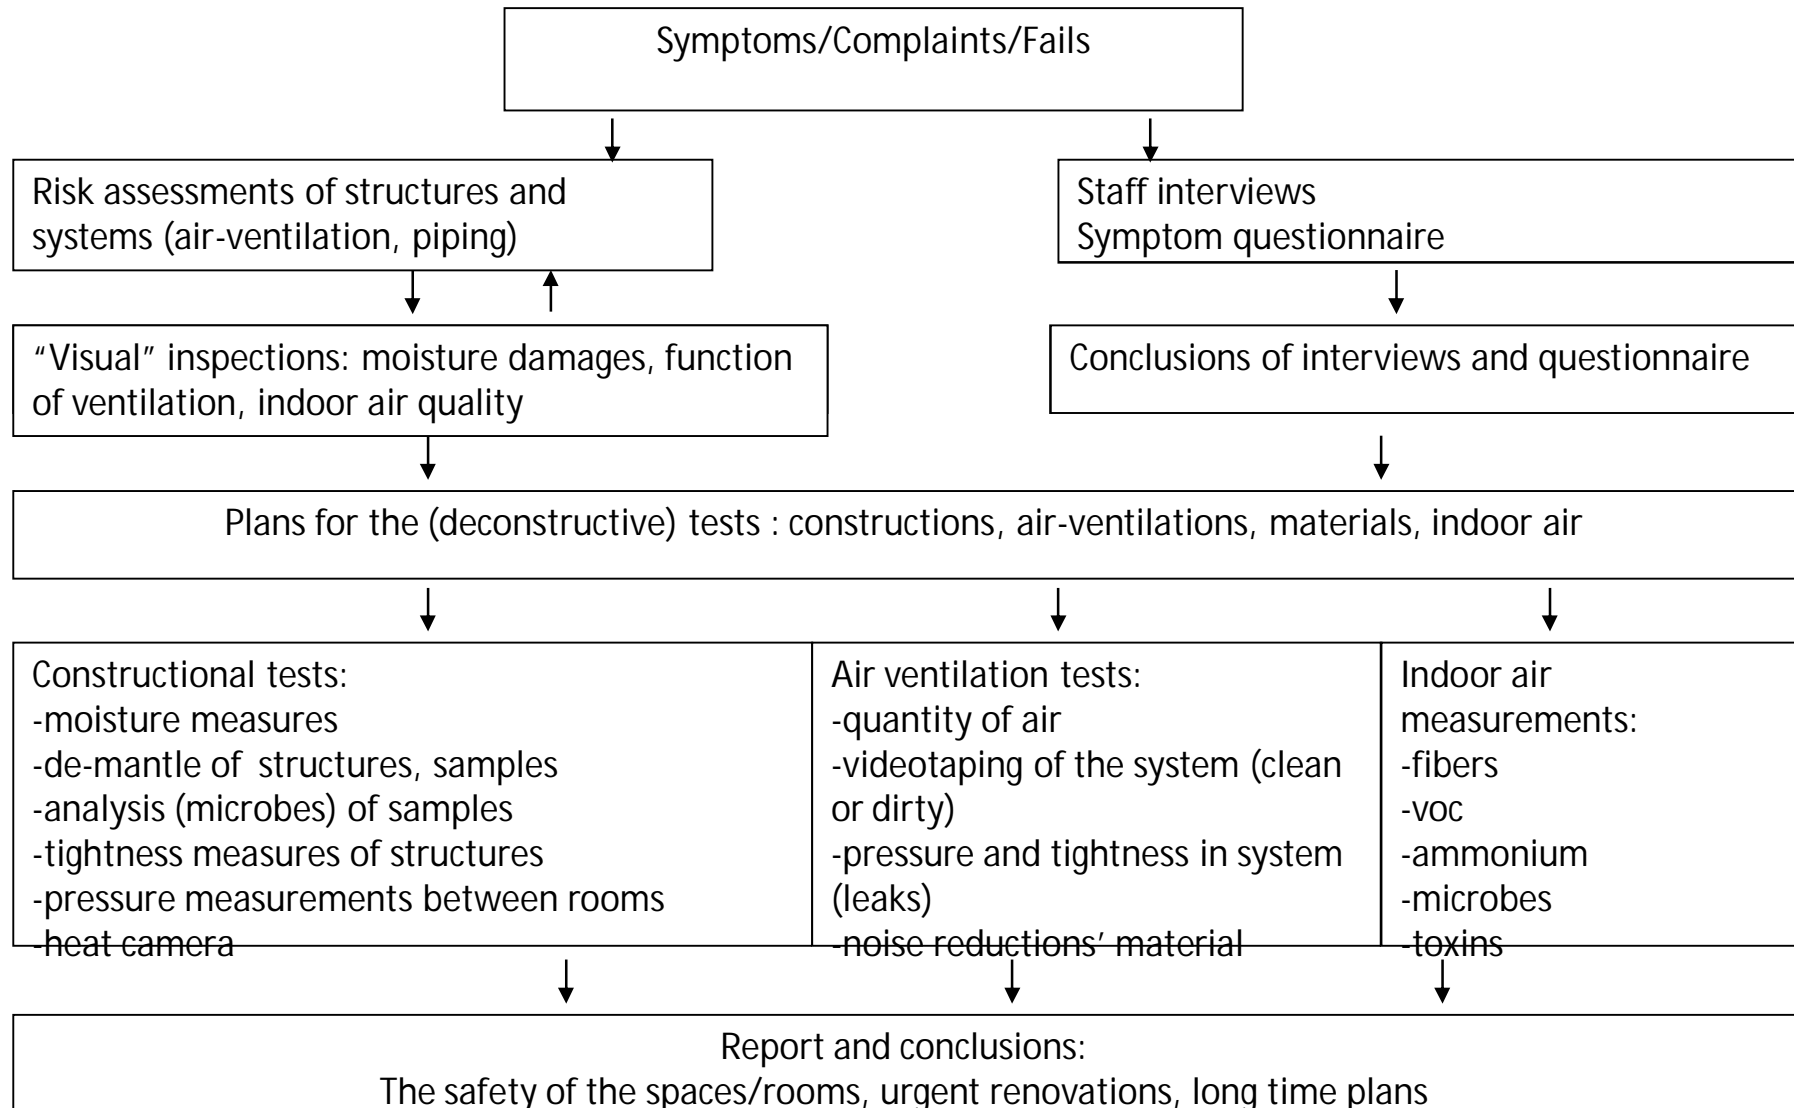 Symptoms/Complaints/Fails
Risk assessments of structures and
systems (air-ventilation, piping)
Staff interviews
Symptom questionnaire
“Visual” inspections: moisture damages, function
of ventilation, indoor air quality
Conclusions of interviews and questionnaire
Plans for the (deconstructive) tests : constructions, air-ventilations, materials, indoor air
Constructional tests:
-moisture measures
-de-mantle of structures, samples
-analysis (microbes) of samples
-tightness measures of structures
-pressure measurements between rooms
-heat camera
Air ventilation tests:
-quantity of air
-videotaping of the system (clean
or dirty)
-pressure and tightness in system
(leaks)
-noise reductions’ material
Indoor air
measurements:
-fibers
-voc
-ammonium
-microbes
-toxins
Report and conclusions:
The safety of the spaces/rooms, urgent renovations, long time plans